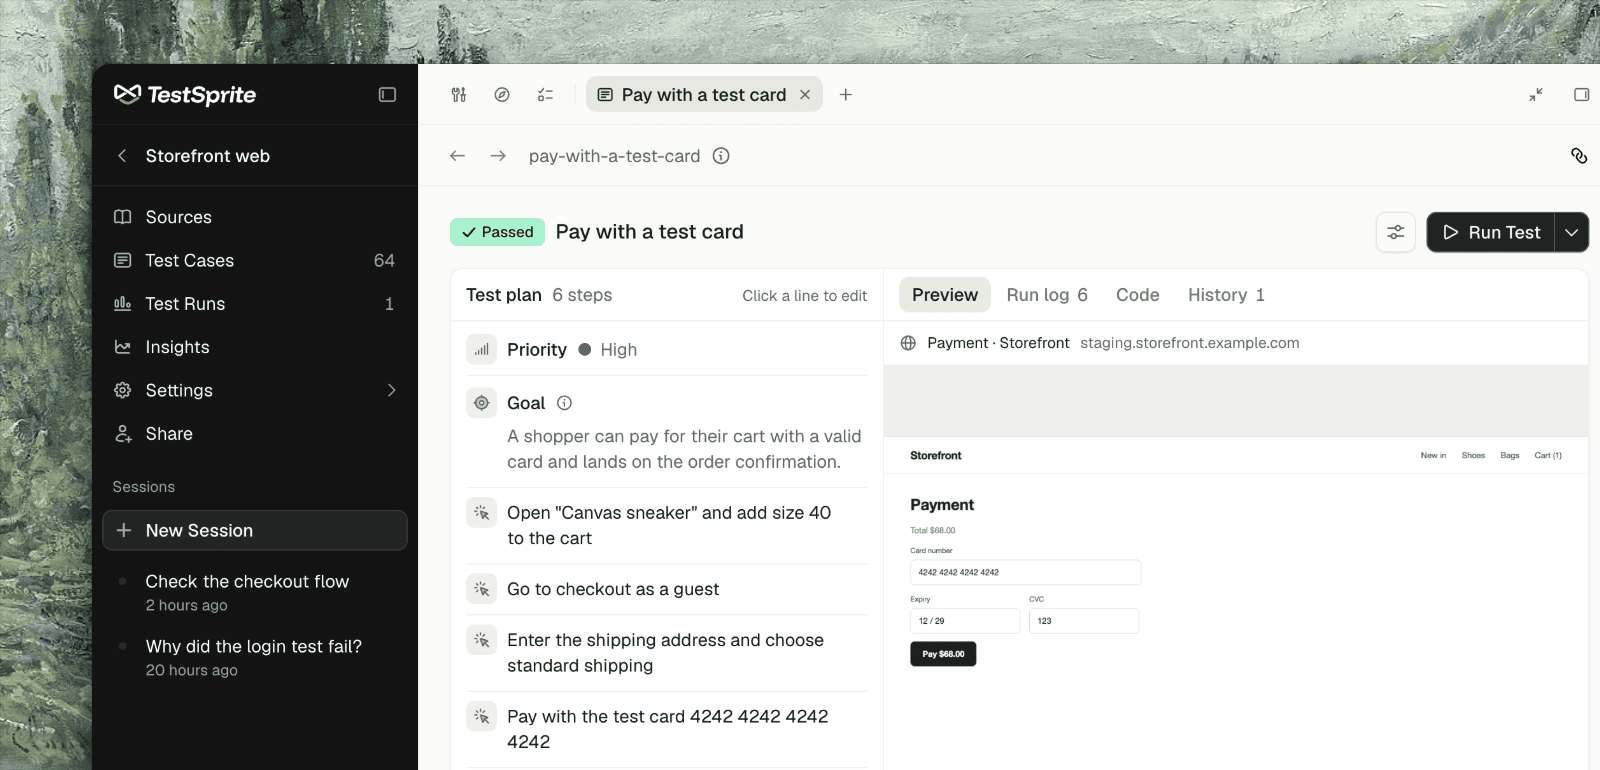 TestSprite
Storefront web
Sources
Test Cases 64
Test Runs 1
Insights
Settings
Share
Sessions
New Session
Check the checkout flow
2 hours ago
Why did the login test fail?
20 hours ago
Pay with a test card
pay-with-a-test-card
Passed Pay with a test card
Run Test
Test plan 6 steps Click a line to edit
Priority High
Goal
A shopper can pay for their cart with a valid
card and lands on the order confirmation.
Open "Canvas sneaker" and add size 40
to the cart
Go to checkout as a guest
Enter the shipping address and choose
standard shipping
Pay with the test card 4242 4242 4242
4242
Preview Run log 6 Code History 1
Payment · Storefront staging.storefront.example.com
Storefront New in Shoes Bags Cart (1)
Payment
Total $68.00
Card number
4242 4242 4242 4242
Expiry CVC
12 / 29 123
Pay $68.00